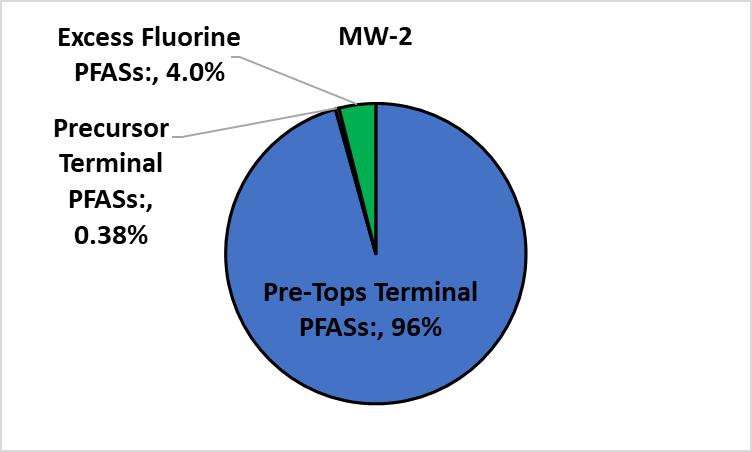 MW-2
Excess Fluorine
PFASs:, 4.0%
Precursor
Terminal
PFASs:,
0.38%
Pre-Tops Terminal
PFASs:, 96%